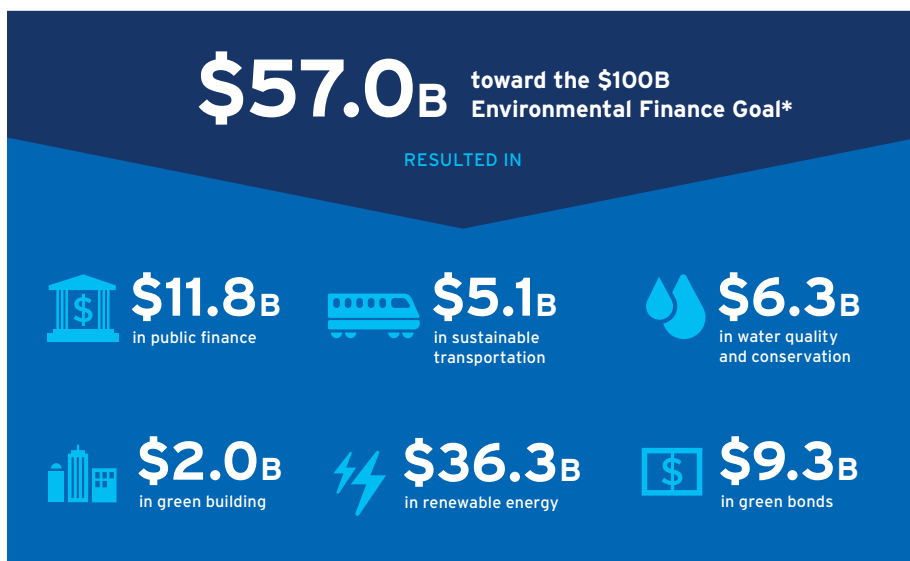 $57.0B
toward the $100B
Environmental Finance Goal*
RESULTED IN
$11.8B
in public finance
$5.1B
in sustainable
transportation
$6.3B
in water quality
and conservation
$2.0B
in green building
$36.3B
in renewable energy
$9.3B
in green bonds